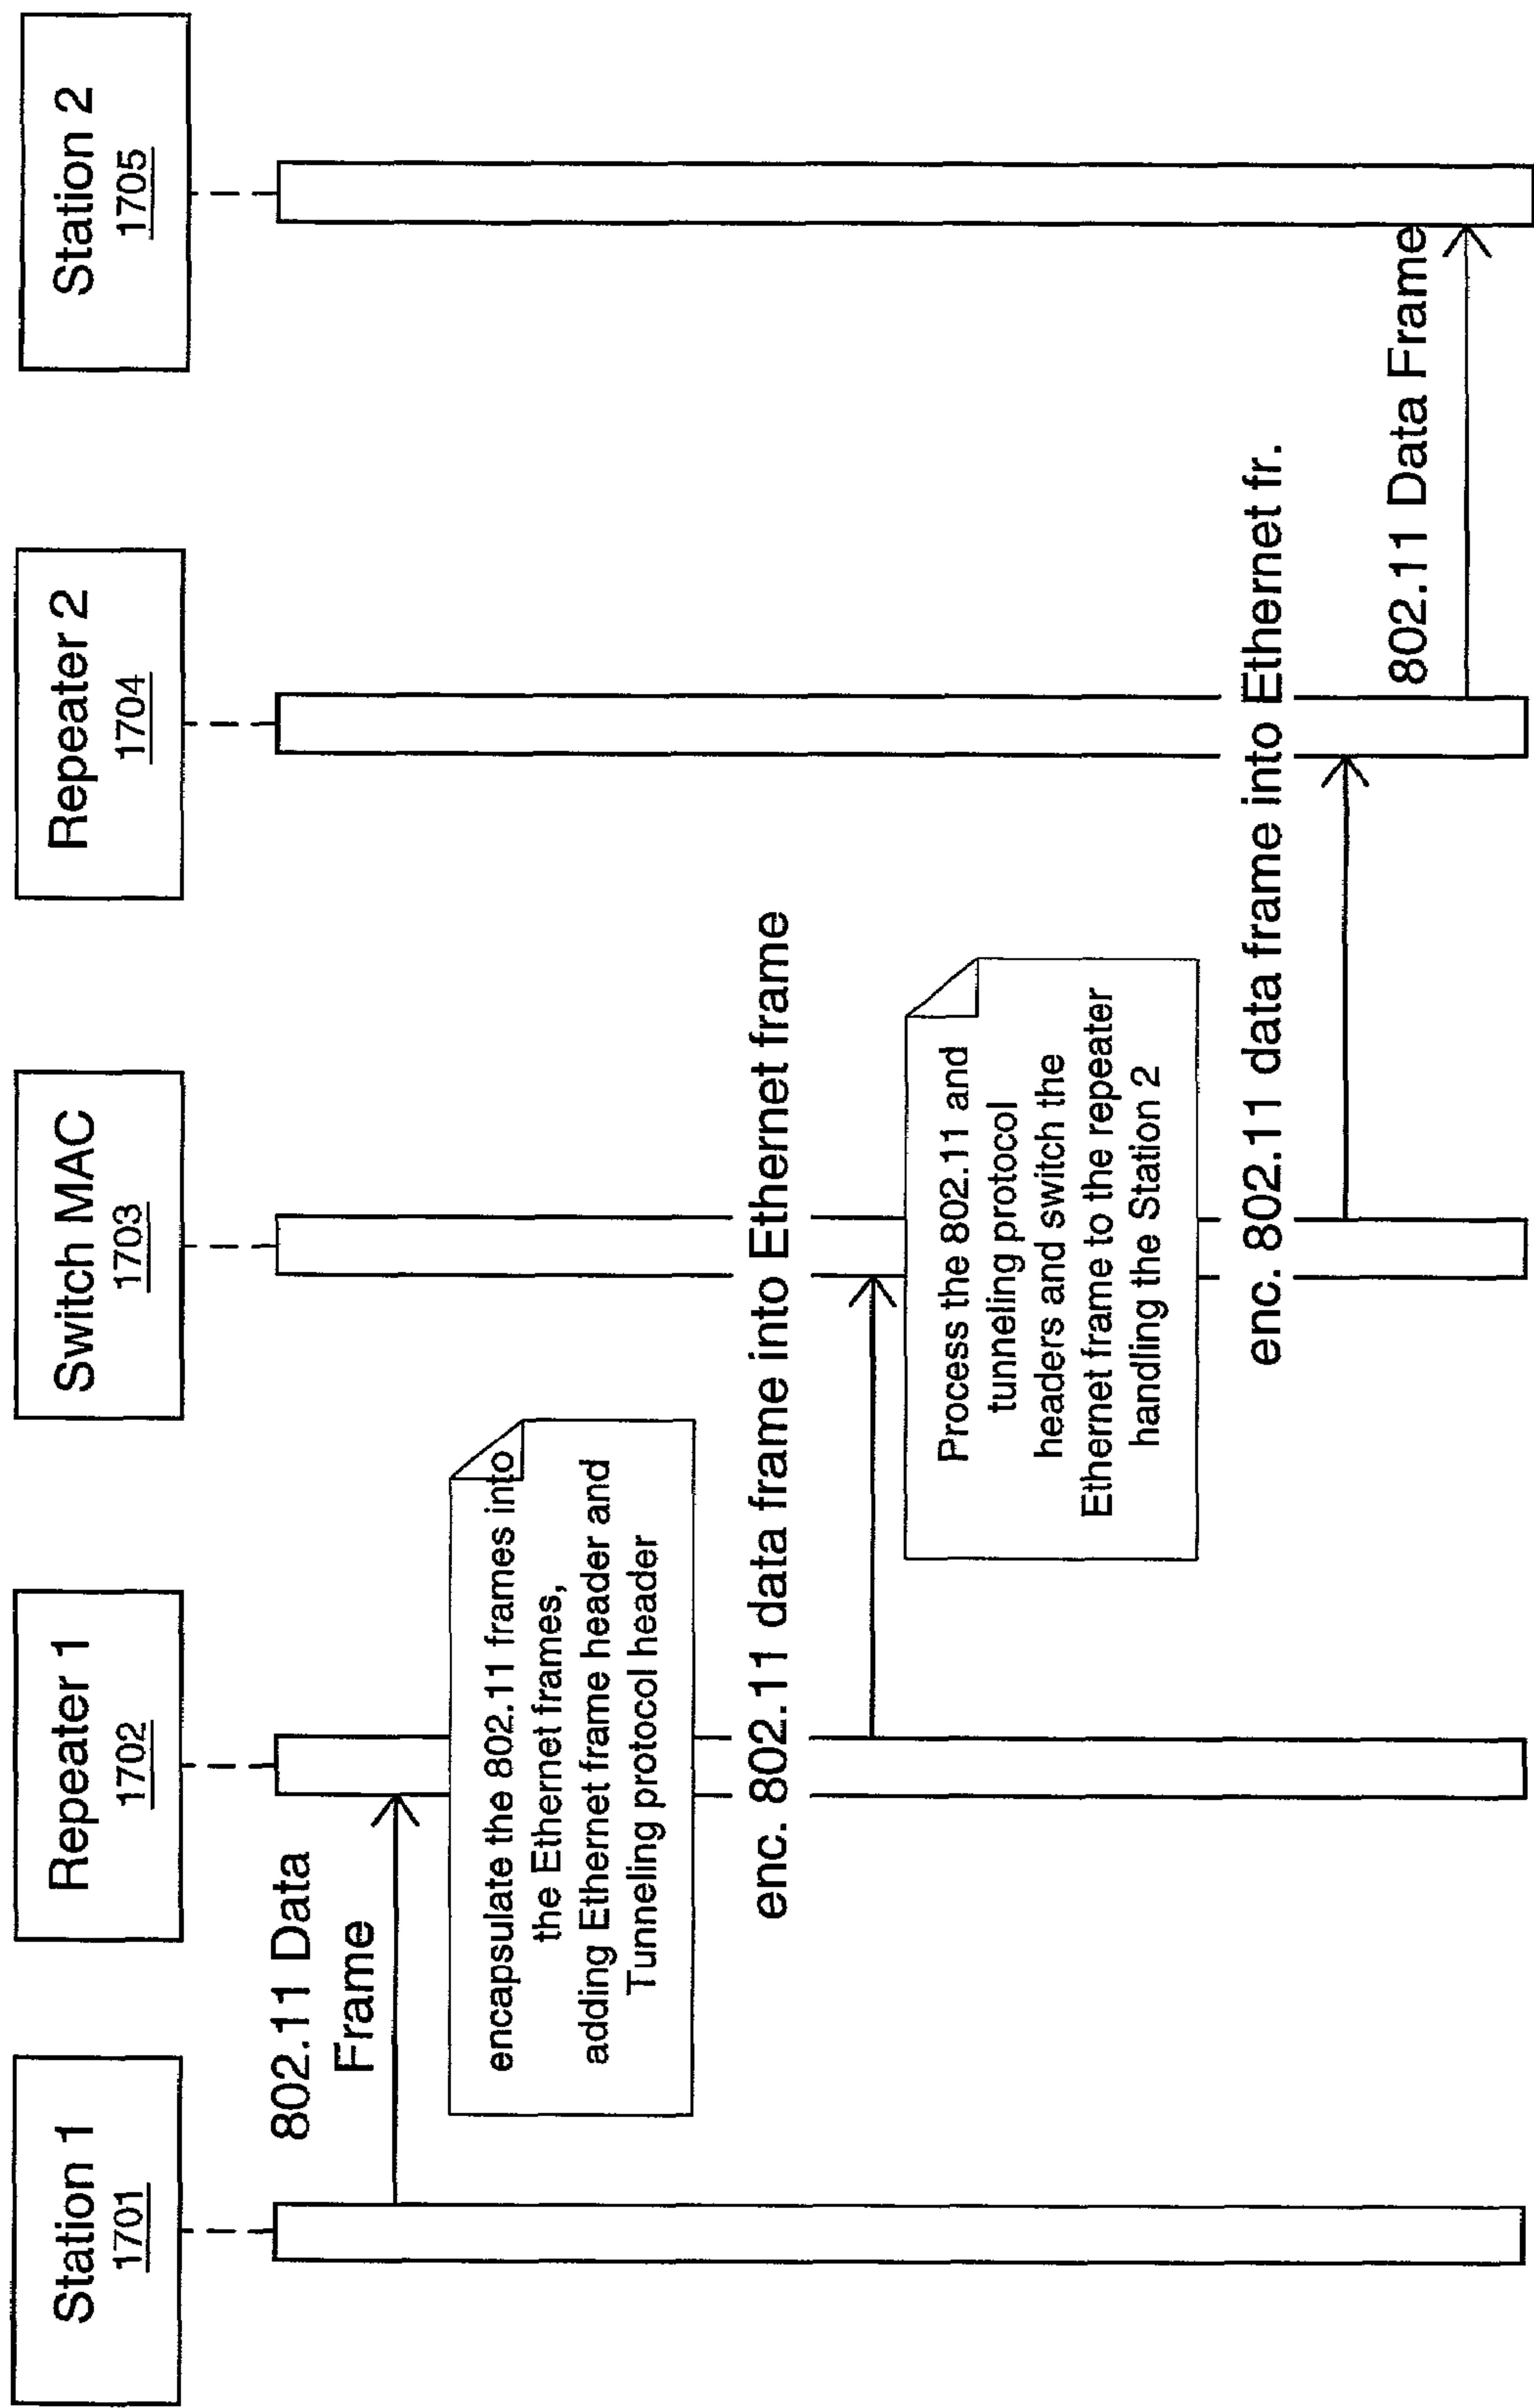 Station 1
1701
Repeater 1
1702
Switch MAC
1703
Repeater 2
1704
Station 2
1705
802.11 Data
Frame
encapsulate the 802.11 frames into
the Ethernet frames,
adding Ethernet frame header and
Tunneling protocol header
enc. 802.11 data frame into Ethernet frame
Process the 802.11 and
tunneling protocol
headers and switch the
Ethernet frame to the repeater
handling the Station 2
enc. 802.11 data frame into Ethernet fr.
802.11 Data Frame